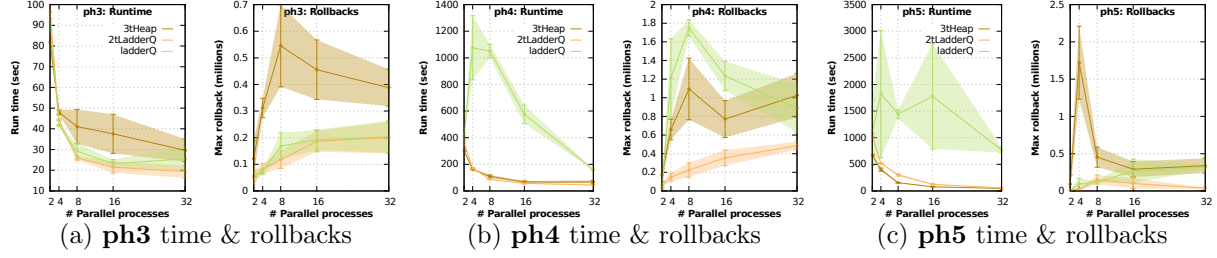 ph3: Runtime
3tHeap
2tLadderQ
ladderQ
Run time (sec)
100
90
80
70
60
50
40
30
20
10
2 4 8 16 32
# Parallel processes
ph3: Rollbacks
Max rollback (millions)
0.7
0.6
0.5
0.4
0.3
0.2
0.1
0
2 4 8 16 32
# Parallel processes
(a) ph3 time & rollbacks
ph4: Runtime
3tHeap
2tLadderQ
ladderQ
Run time (sec)
1400
1200
1000
800
600
400
200
0
2 4 8 16 32
# Parallel processes
ph4: Rollbacks
Max rollback (millions)
2
1.8
1.6
1.4
1.2
1
0.8
0.6
0.4
0.2
0
2 4 8 16 32
# Parallel processes
(b) ph4 time & rollbacks
ph5: Runtime
3tHeap
2tLadderQ
ladderQ
Run time (sec)
3500
3000
2500
2000
1500
1000
500
0
2 4 8 16 32
# Parallel processes
ph5: Rollbacks
Max rollback (millions)
2.5
2
1.5
1
0.5
0
2 4 8 16 32
# Parallel processes
(c) ph5 time & rollbacks